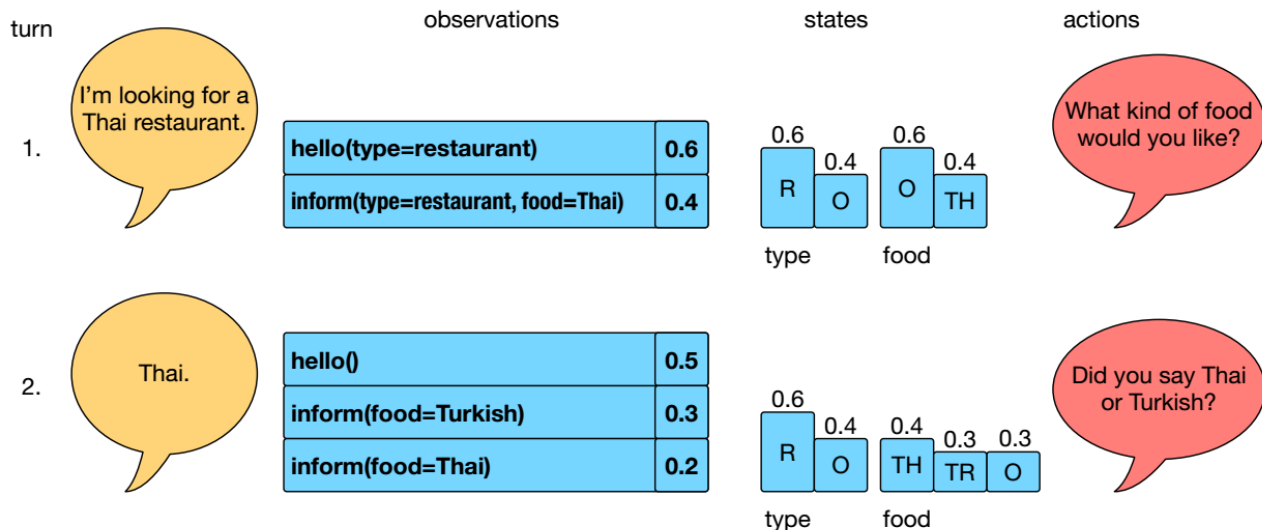 turn
observations
states
actions
1.
I'm looking for a
Thai restaurant.
hello(type=restaurant)
0.6
inform(type=restaurant, food=Thai)
0.4
0.6
0.4
0.6
0.4
R
O
O
TH
type
food
What kind of food
would you like?
2.
Thai.
hello()
0.5
inform(food=Turkish)
0.3
inform(food=Thai)
0.2
0.6
0.4
0.4
0.3
0.3
R
O
TH
TR
O
type
food
Did you say Thai
or Turkish?